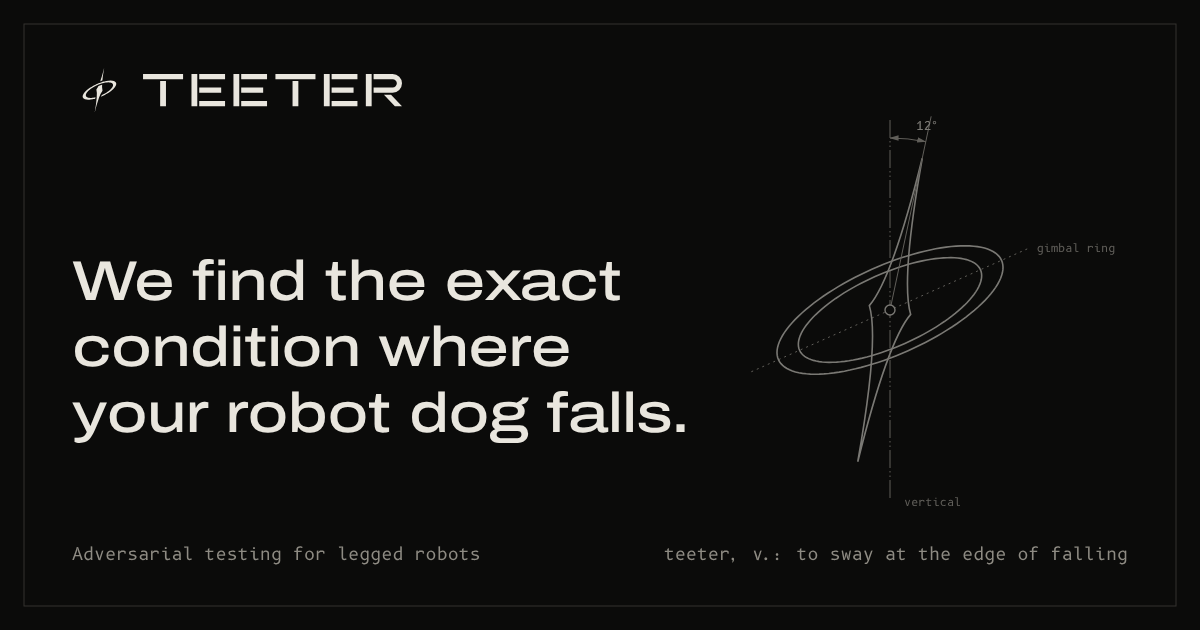 TEETER
12°
gimbal ring
We find the exact
condition where
your robot dog falls.
vertical
Adversarial testing for legged robots
teeter, v.: to sway at the edge of falling